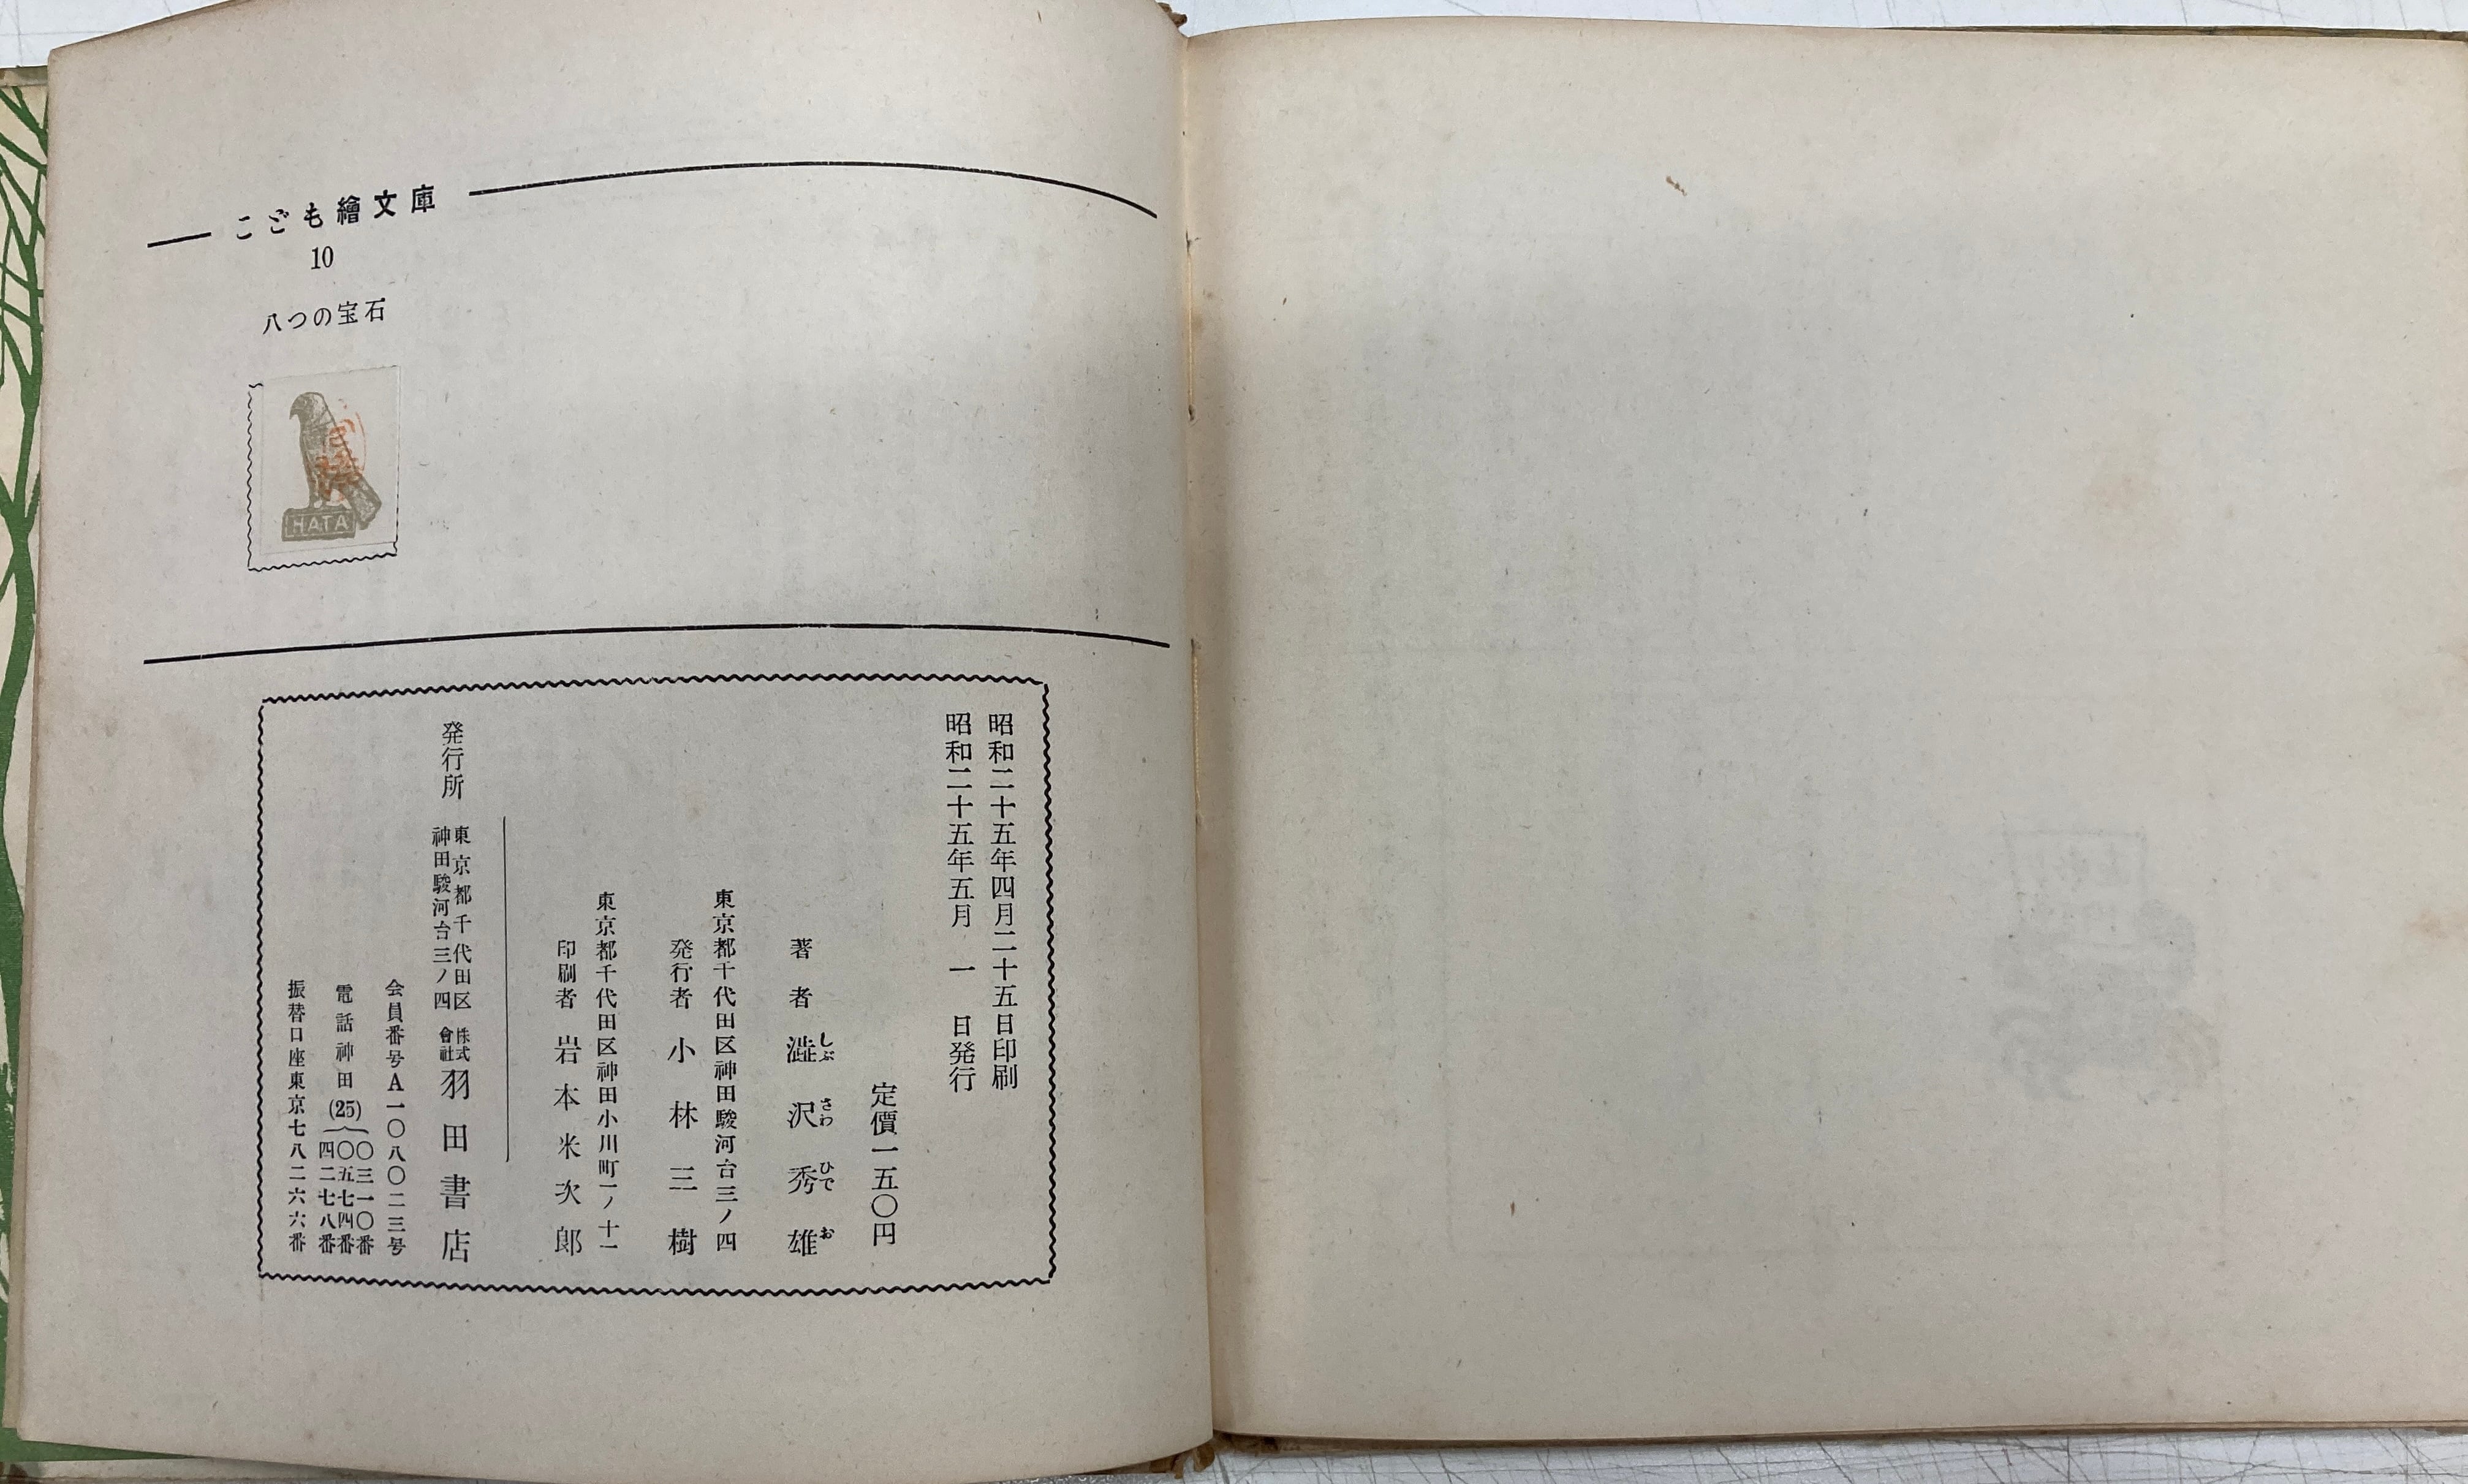 こども繪文庫
10
八つの宝石
HATA
昭和二十五年四月二十五日印刷
昭和二十五年五月 一 日発行
定價一五〇円
著者 澁沢秀雄
しぶ さわ ひで お
東京都千代田区神田駿河台三ノ四
発行者 小林三樹
東京都千代田区神田小川町一ノ十一
印刷者 岩本米次郎
発行所
東京都千代田区
神田駿河台三ノ四
株式
會社
羽田書店
会員番号A一〇八〇二三号
電話神田(25)
〇三一〇番
〇五七四番
四二七八番
振替口座東京七八二六六番